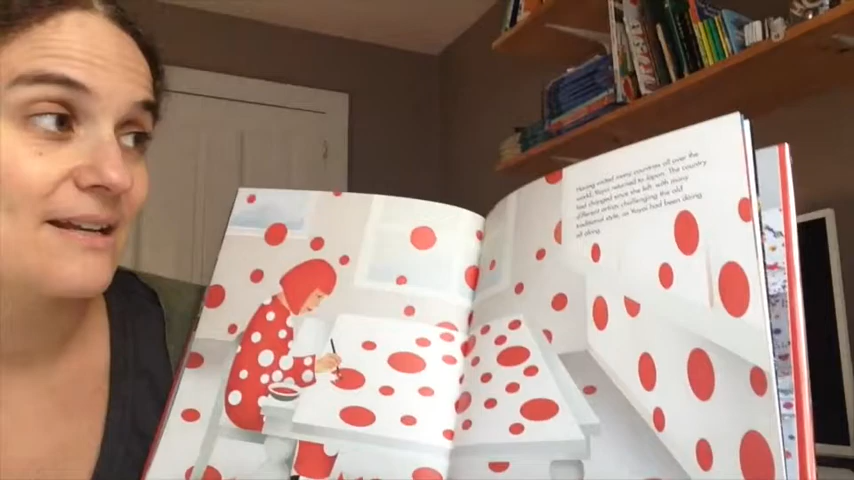 Having visited many countries all over the
world, Yayoi returned to Japan. The country
had changed since she left, with many
different artists challenging the old
traditional style, as Yayoi had been doing
all along.